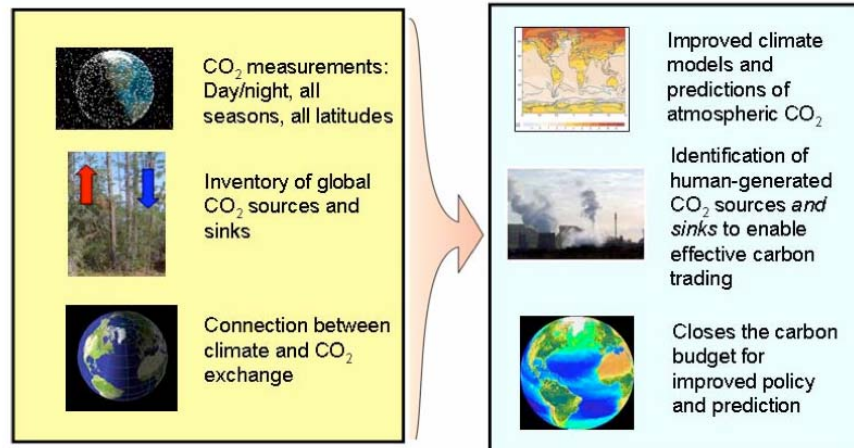 CO₂ measurements:
Day/night, all
seasons, all latitudes
Inventory of global
CO₂ sources and
sinks
Connection between
climate and CO₂
exchange
Improved climate
models and
predictions of
atmospheric CO₂
Identification of
human-generated
CO₂ sources and
sinks to enable
effective carbon
trading
Closes the carbon
budget for
improved policy
and prediction